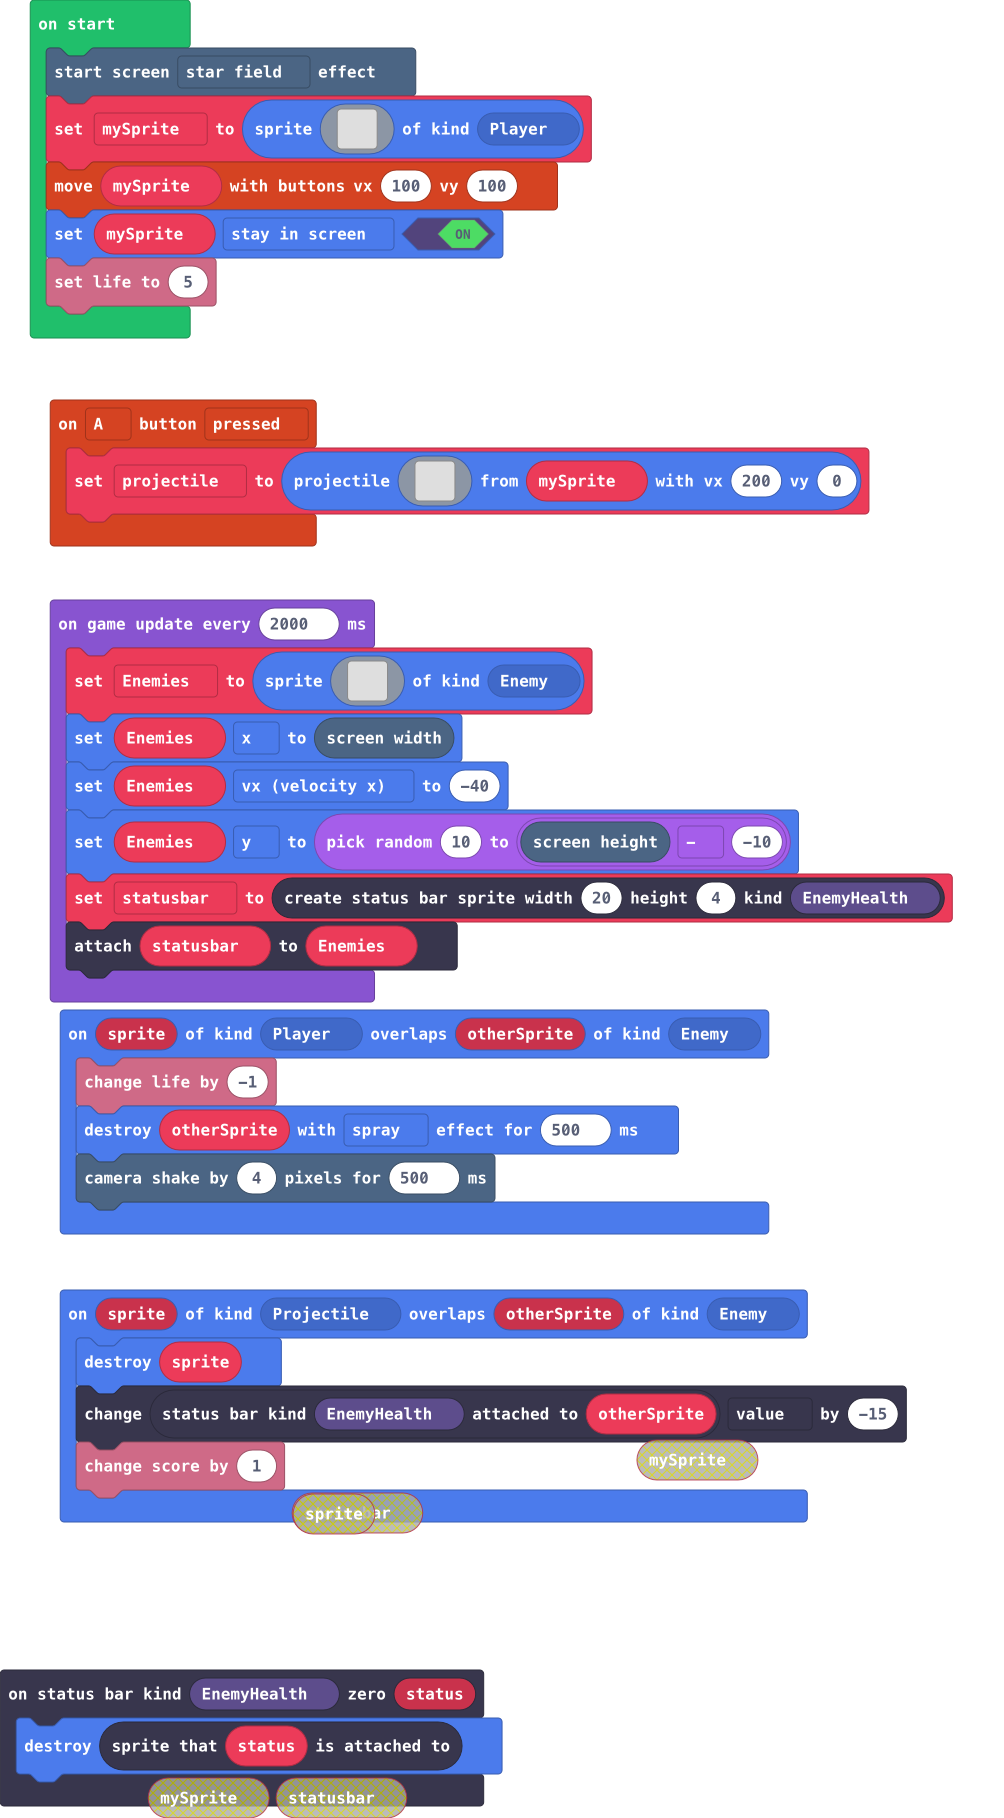 on start
start screen star field effect
set mySprite to sprite of kind Player
move mySprite with buttons vx 100 vy 100
set mySprite stay in screen ON
set life to 5
on A button pressed
set projectile to projectile from mySprite with vx 200 vy 0
on game update every 2000 ms
set Enemies to sprite of kind Enemy
set Enemies x to screen width
set Enemies vx (velocity x) to -40
set Enemies y to pick random 10 to screen height - -10
set statusbar to create status bar sprite width 20 height 4 kind EnemyHealth
attach statusbar to Enemies
on sprite of kind Player overlaps otherSprite of kind Enemy
change life by -1
destroy otherSprite with spray effect for 500 ms
camera shake by 4 pixels for 500 ms
on sprite of kind Projectile overlaps otherSprite of kind Enemy
destroy sprite
change status bar kind EnemyHealth attached to otherSprite value by -15
mySprite
change score by 1
sprite
on status bar kind EnemyHealth zero status
destroy sprite that status is attached to
mySprite statusbar